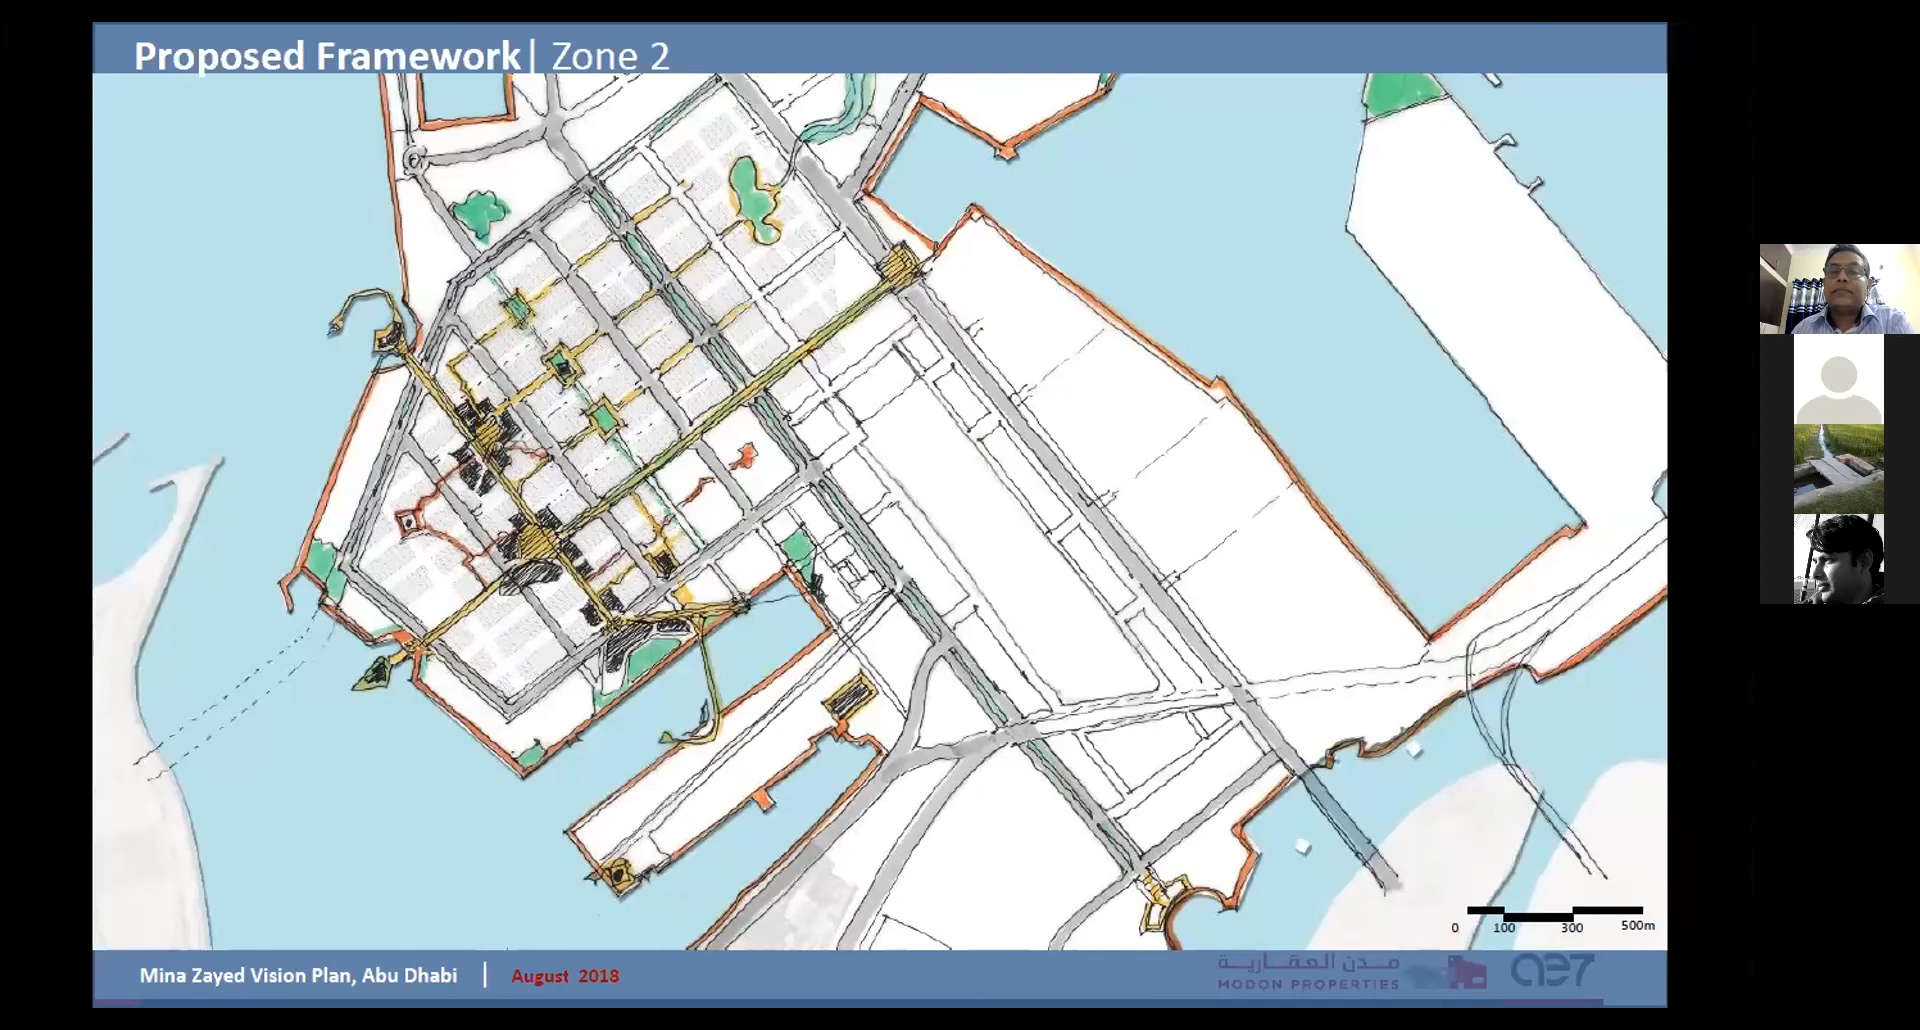 Proposed Framework| Zone 2
0 100 300 500m
Mina Zayed Vision Plan, Abu Dhabi | August 2018
مدن العقارية
MODON PROPERTIES
ae7